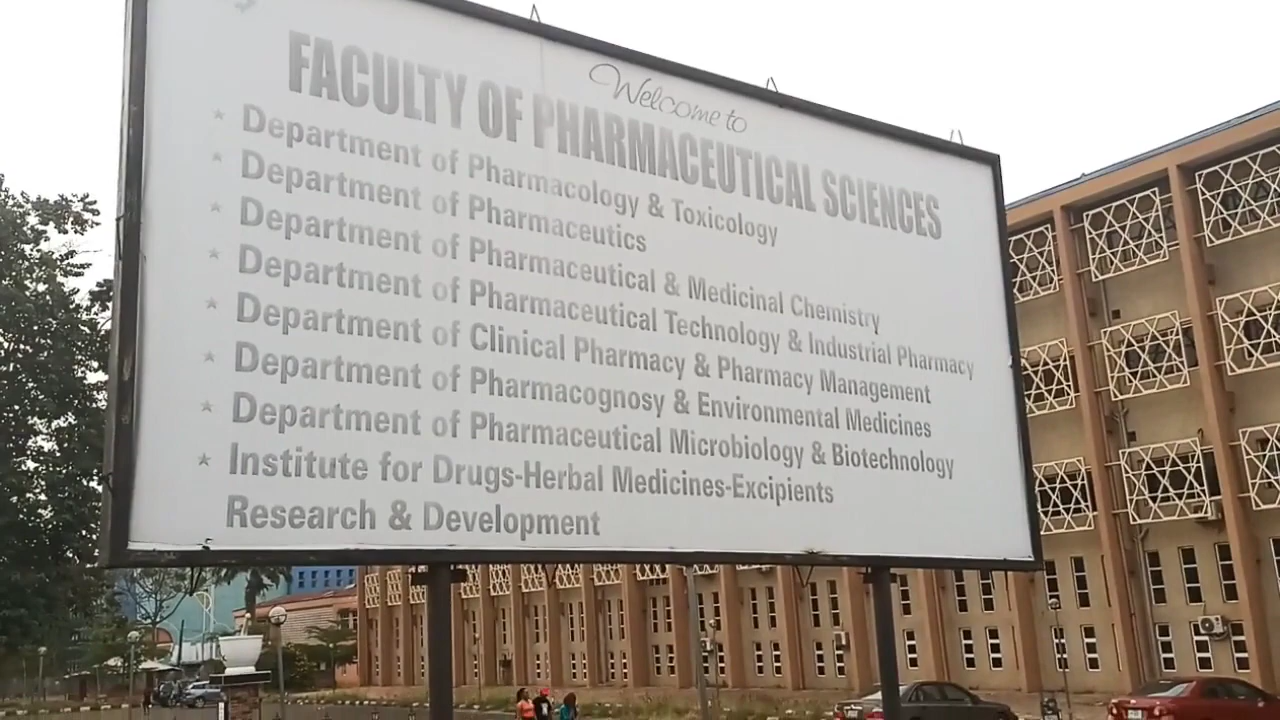 Welcome to
FACULTY OF PHARMACEUTICAL SCIENCES
* Department of Pharmacology & Toxicology
* Department of Pharmaceutics
* Department of Pharmaceutical & Medicinal Chemistry
* Department of Pharmaceutical Technology & Industrial Pharmacy
* Department of Clinical Pharmacy & Pharmacy Management
* Department of Pharmacognosy & Environmental Medicines
* Department of Pharmaceutical Microbiology & Biotechnology
* Institute for Drugs-Herbal Medicines-Excipients
Research & Development